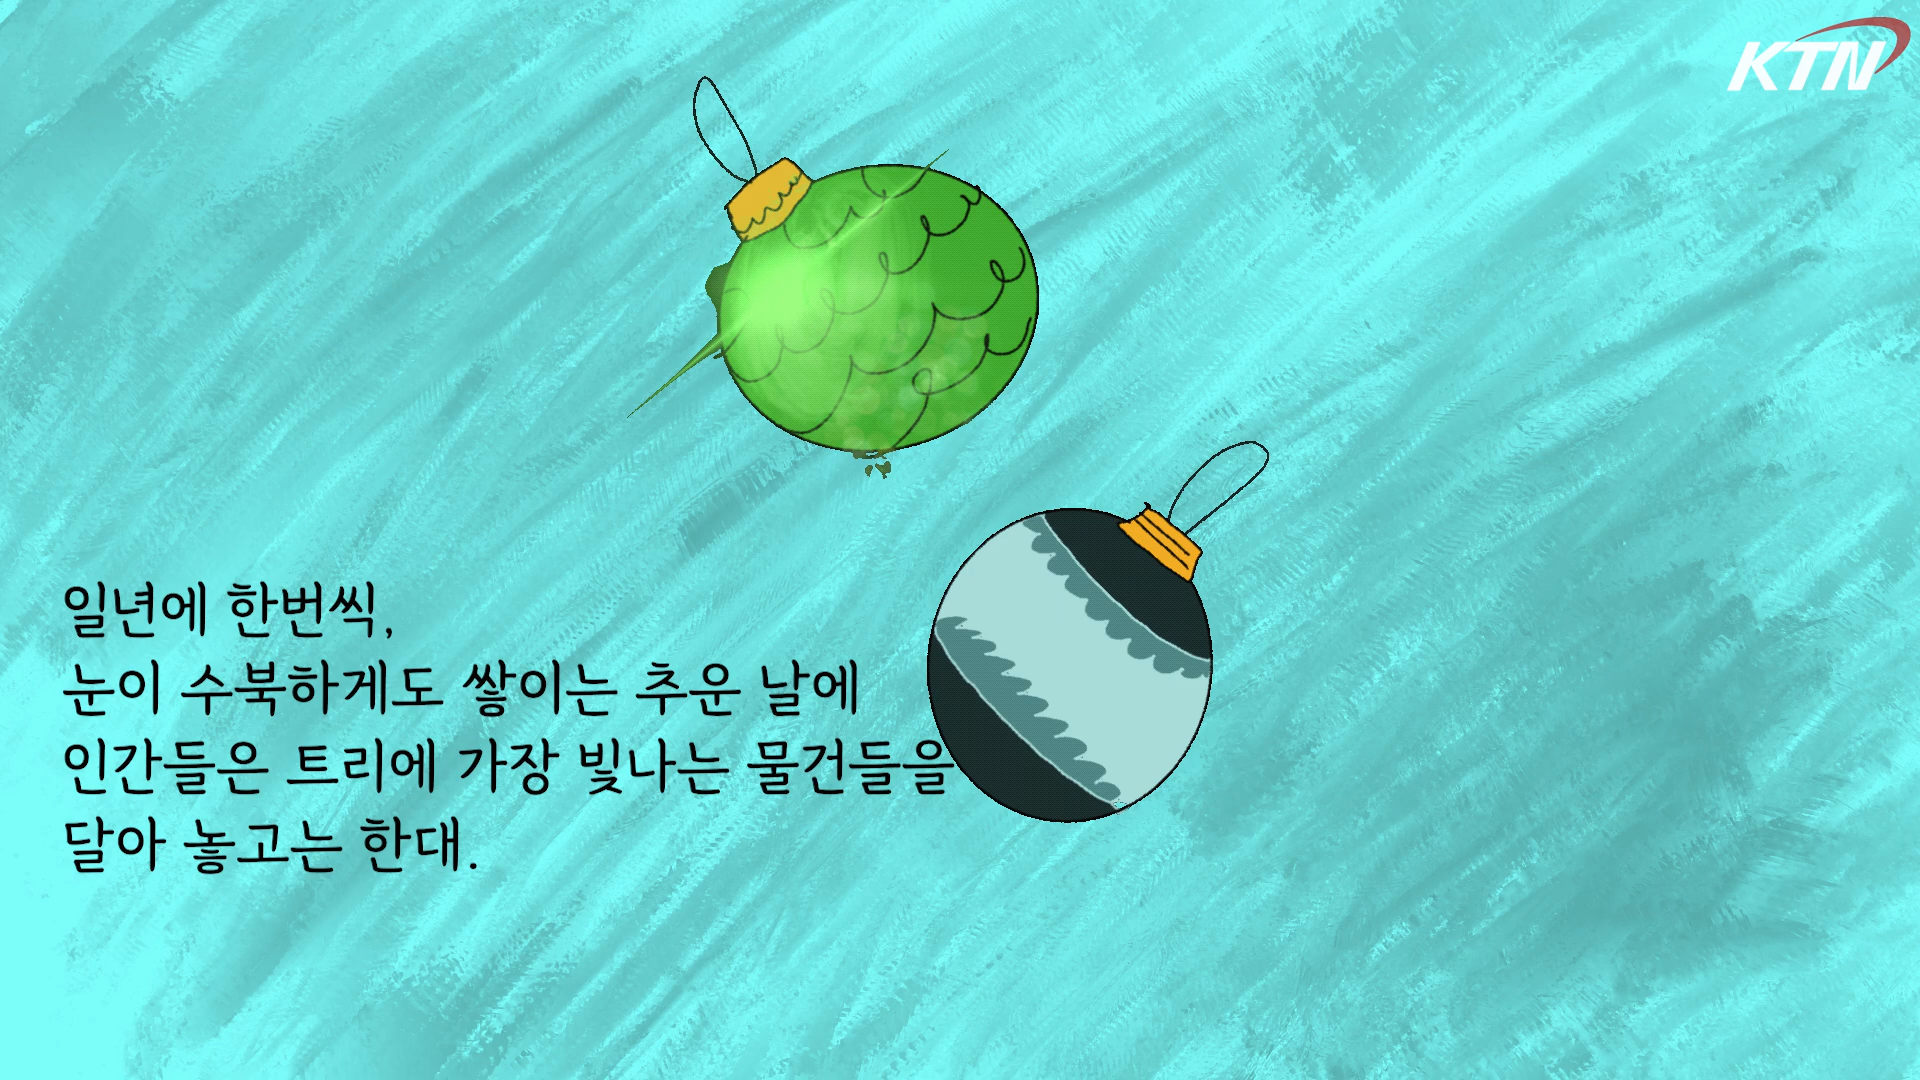 KTN
일년에 한번씩,
눈이 수북하게도 쌓이는 추운 날에
인간들은 트리에 가장 빛나는 물건들을
달아 놓고는 한대.